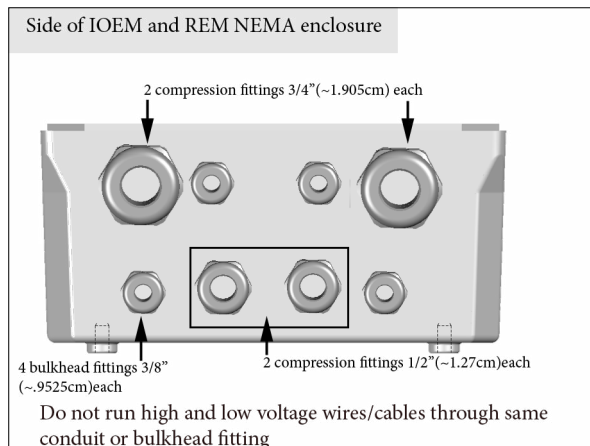 Side of IOEM and REM NEMA enclosure
2 compression fittings 3/4”(~1.905cm) each
4 bulkhead fittings 3/8”
(~.9525cm)each
2 compression fittings 1/2”(~1.27cm)each
Do not run high and low voltage wires/cables through same
conduit or bulkhead fitting